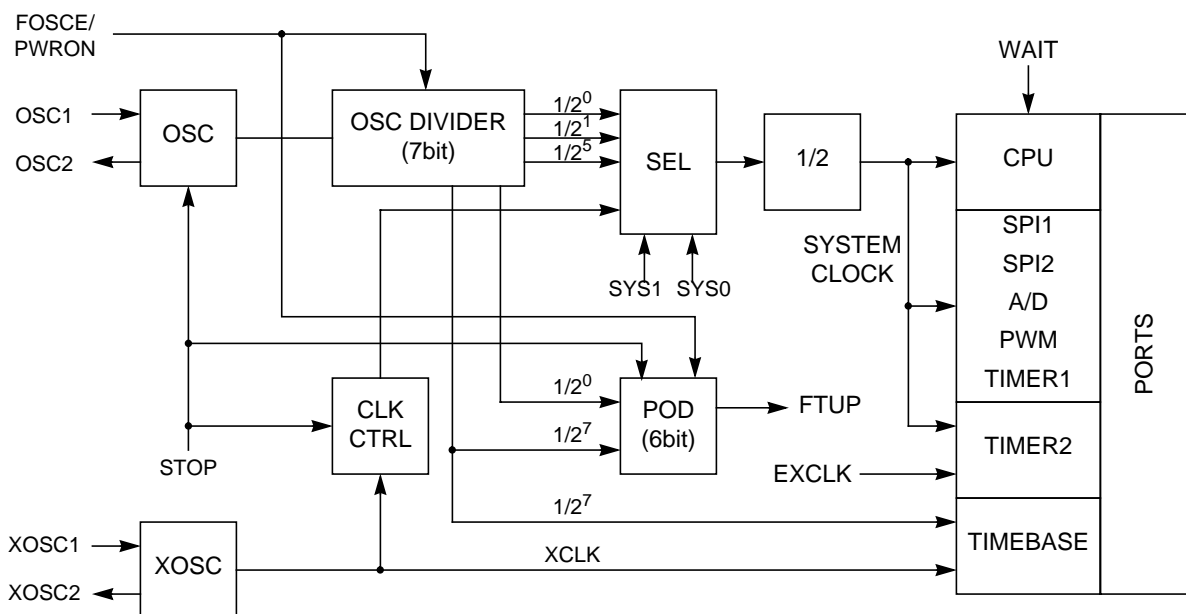 FOSCE/
PWRON
WAIT
OSC1
OSC2
OSC
OSC DIVIDER
(7bit)
1/2⁰
1/2¹
1/2⁵
SEL
1/2
CPU
SYSTEM
CLOCK
SYS1
SYS0
SPI1
SPI2
A/D
PWM
TIMER1
PORTS
CLK
CTRL
STOP
1/2⁰
1/2⁷
POD
(6bit)
FTUP
TIMER2
EXCLK
1/2⁷
TIMEBASE
XOSC1
XOSC2
XOSC
XCLK